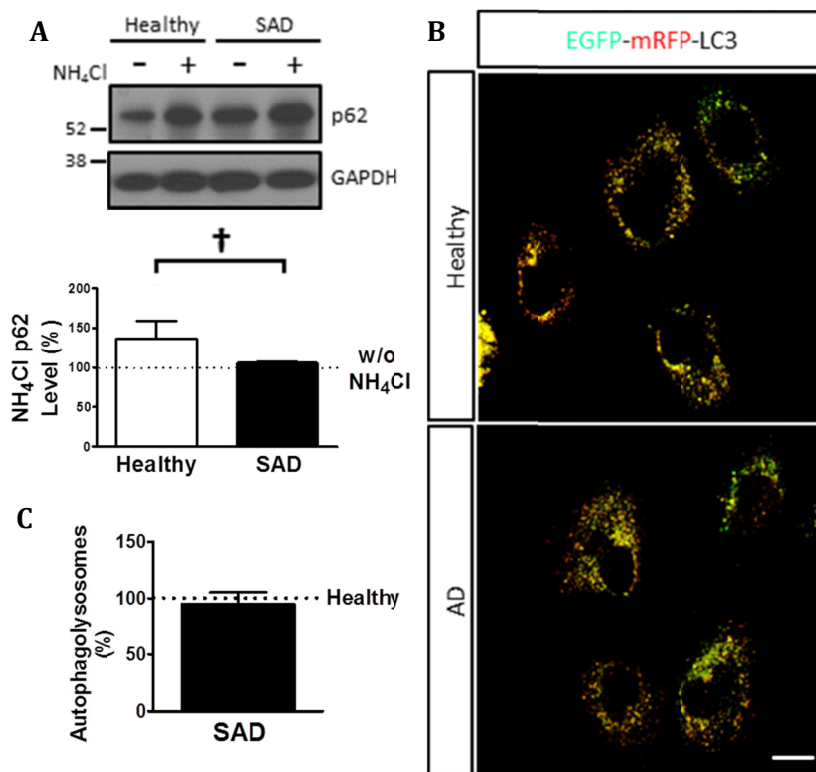 A
Healthy SAD
NH₄Cl − + − +
p62
52
38
GAPDH
†
200
150
100
50
0
NH₄Cl p62
Level (%)
w/o
NH₄Cl
Healthy SAD
C
150
100
50
0
Autophagolysosomes
(%)
Healthy
SAD
B
EGFP-mRFP-LC3
Healthy
AD